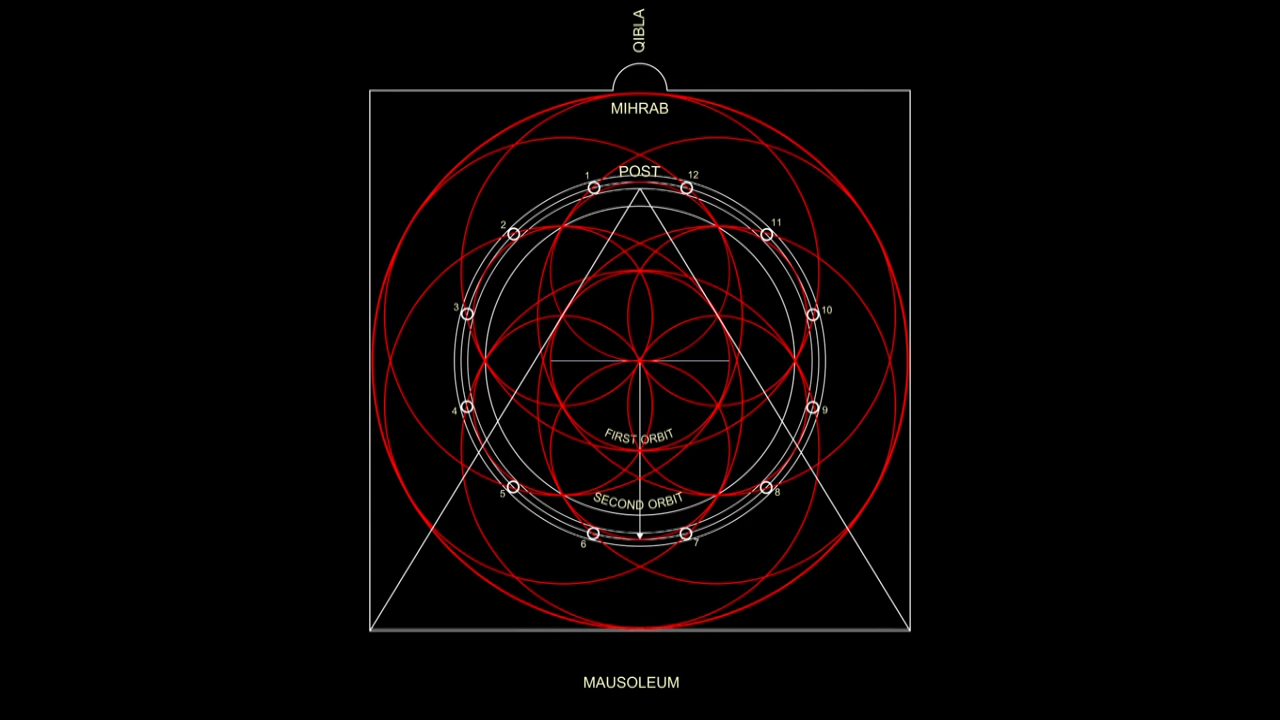 QIBLA
MIHRAB
POST
1
12
2
11
3
10
4
9
FIRST ORBIT
5
8
SECOND ORBIT
6
7
MAUSOLEUM